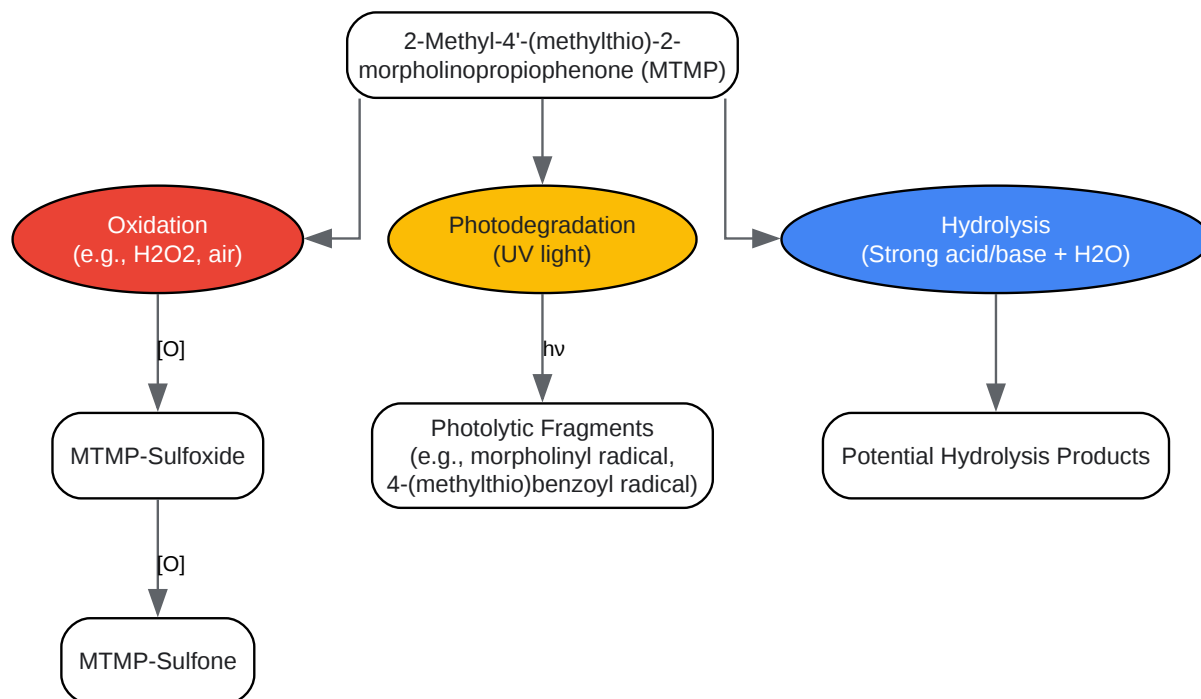 2-Methyl-4'-(methylthio)-2-
morpholinopropiophenone (MTMP)
Oxidation
(e.g., H2O2, air)
Photodegradation
(UV light)
Hydrolysis
(Strong acid/base + H2O)
[O]
hν
MTMP-Sulfoxide
Photolytic Fragments
(e.g., morpholinyl radical,
4-(methylthio)benzoyl radical)
Potential Hydrolysis Products
[O]
MTMP-Sulfone